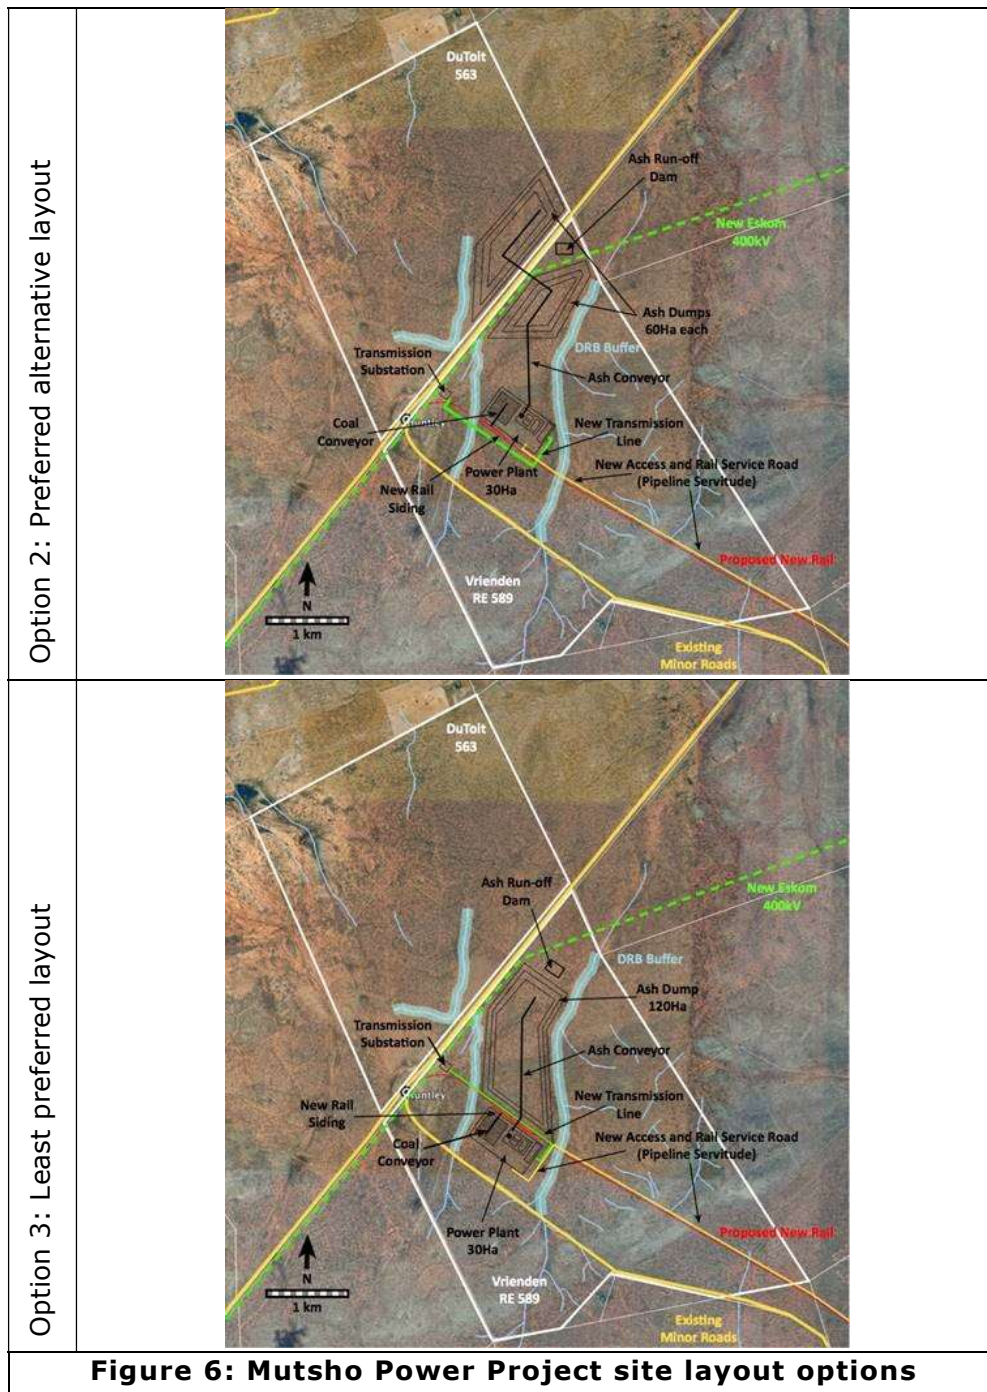 Option 2: Preferred alternative layout
DuToit
563
Ash Run-off
Dam
New Eskom
400kV
Ash Dumps
60Ha each
DRB Buffer
Transmission
Substation
Ash Conveyor
Huntley
Coal
Conveyor
New Transmission
Line
Power Plant
30Ha
New Access and Rail Service Road
(Pipeline Servitude)
New Rail
Siding
Proposed New Rail
Vrienden
RE 589
N
1 km
Existing
Minor Roads
Option 3: Least preferred layout
DuToit
563
Ash Run-off
Dam
New Eskom
400kV
DRB Buffer
Ash Dump
120Ha
Transmission
Substation
Ash Conveyor
Huntley
New Rail
Siding
New Transmission
Line
Coal
Conveyor
New Access and Rail Service Road
(Pipeline Servitude)
Power Plant
30Ha
Proposed New Rail
Vrienden
RE 589
N
1 km
Existing
Minor Roads
Figure 6: Mutsho Power Project site layout options